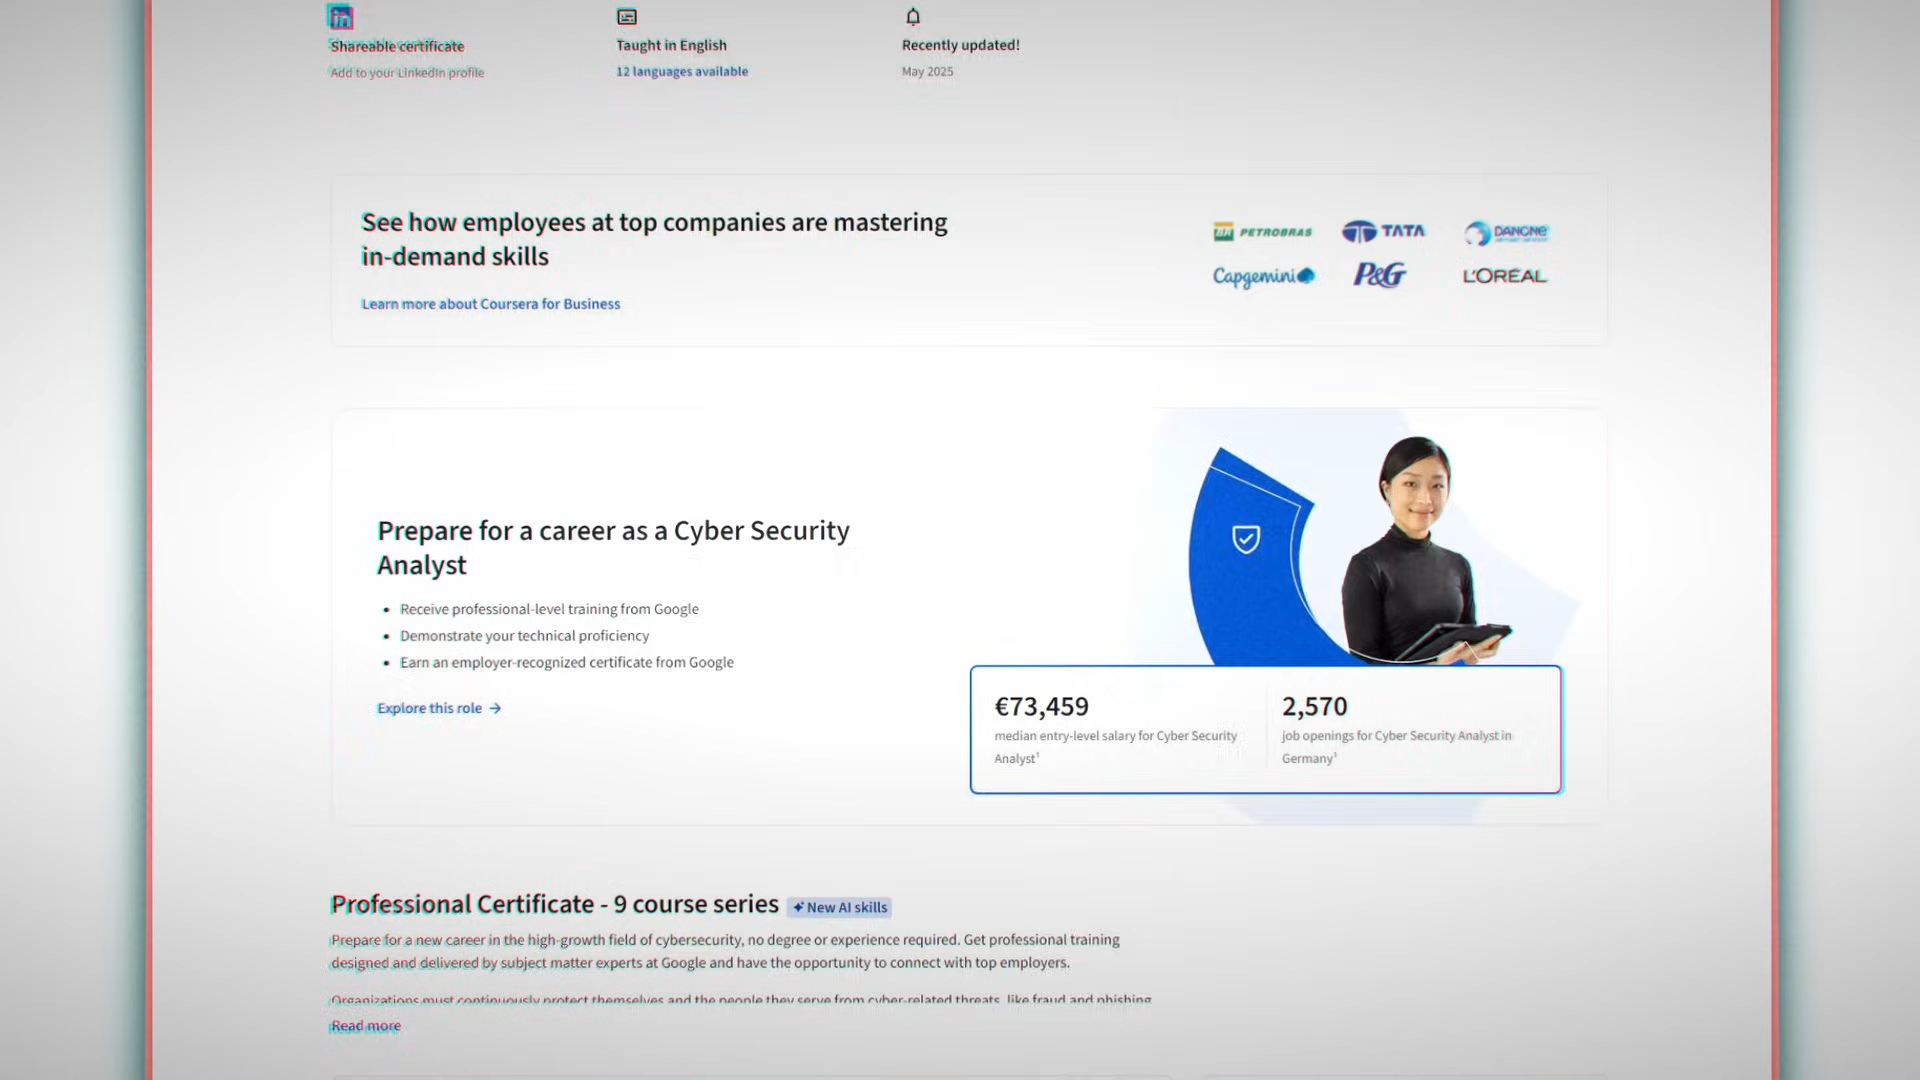 in
Shareable certificate
Add to your LinkedIn profile
Taught in English
12 languages available
Recently updated!
May 2025
See how employees at top companies are mastering
in-demand skills
Learn more about Coursera for Business
BR PETROBRAS
TATA
DANONE
Capgemini
P&G
L'ORÉAL
Prepare for a career as a Cyber Security
Analyst
• Receive professional-level training from Google
• Demonstrate your technical proficiency
• Earn an employer-recognized certificate from Google
Explore this role →
€73,459
median entry-level salary for Cyber Security
Analyst¹
2,570
job openings for Cyber Security Analyst in
Germany¹
Professional Certificate - 9 course series
New AI skills
Prepare for a new career in the high-growth field of cybersecurity, no degree or experience required. Get professional training
designed and delivered by subject matter experts at Google and have the opportunity to connect with top employers.
Organizations must continuously protect themselves and the people they serve from cyber-related threats, like fraud and phishing
Read more